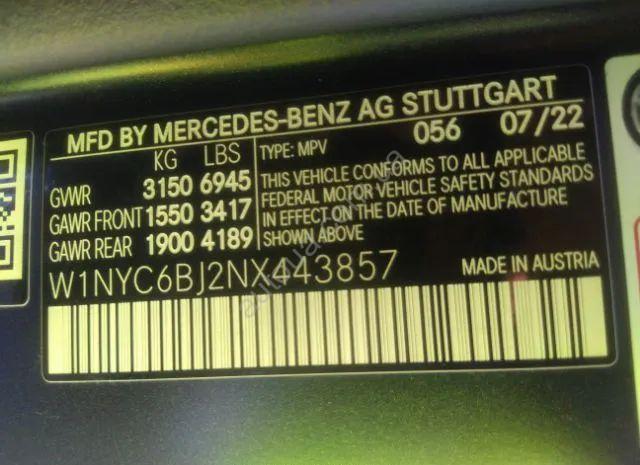 MFD BY MERCEDES-BENZ AG STUTTGART
KG LBS
TYPE: MPV 056 07/22
GVWR 3150 6945
GAWR FRONT 1550 3417
GAWR REAR 1900 4189
THIS VEHICLE CONFORMS TO ALL APPLICABLE
FEDERAL MOTOR VEHICLE SAFETY STANDARDS
IN EFFECT ON THE DATE OF MANUFACTURE
SHOWN ABOVE
W1NYC6BJ2NX443857
MADE IN AUSTRIA